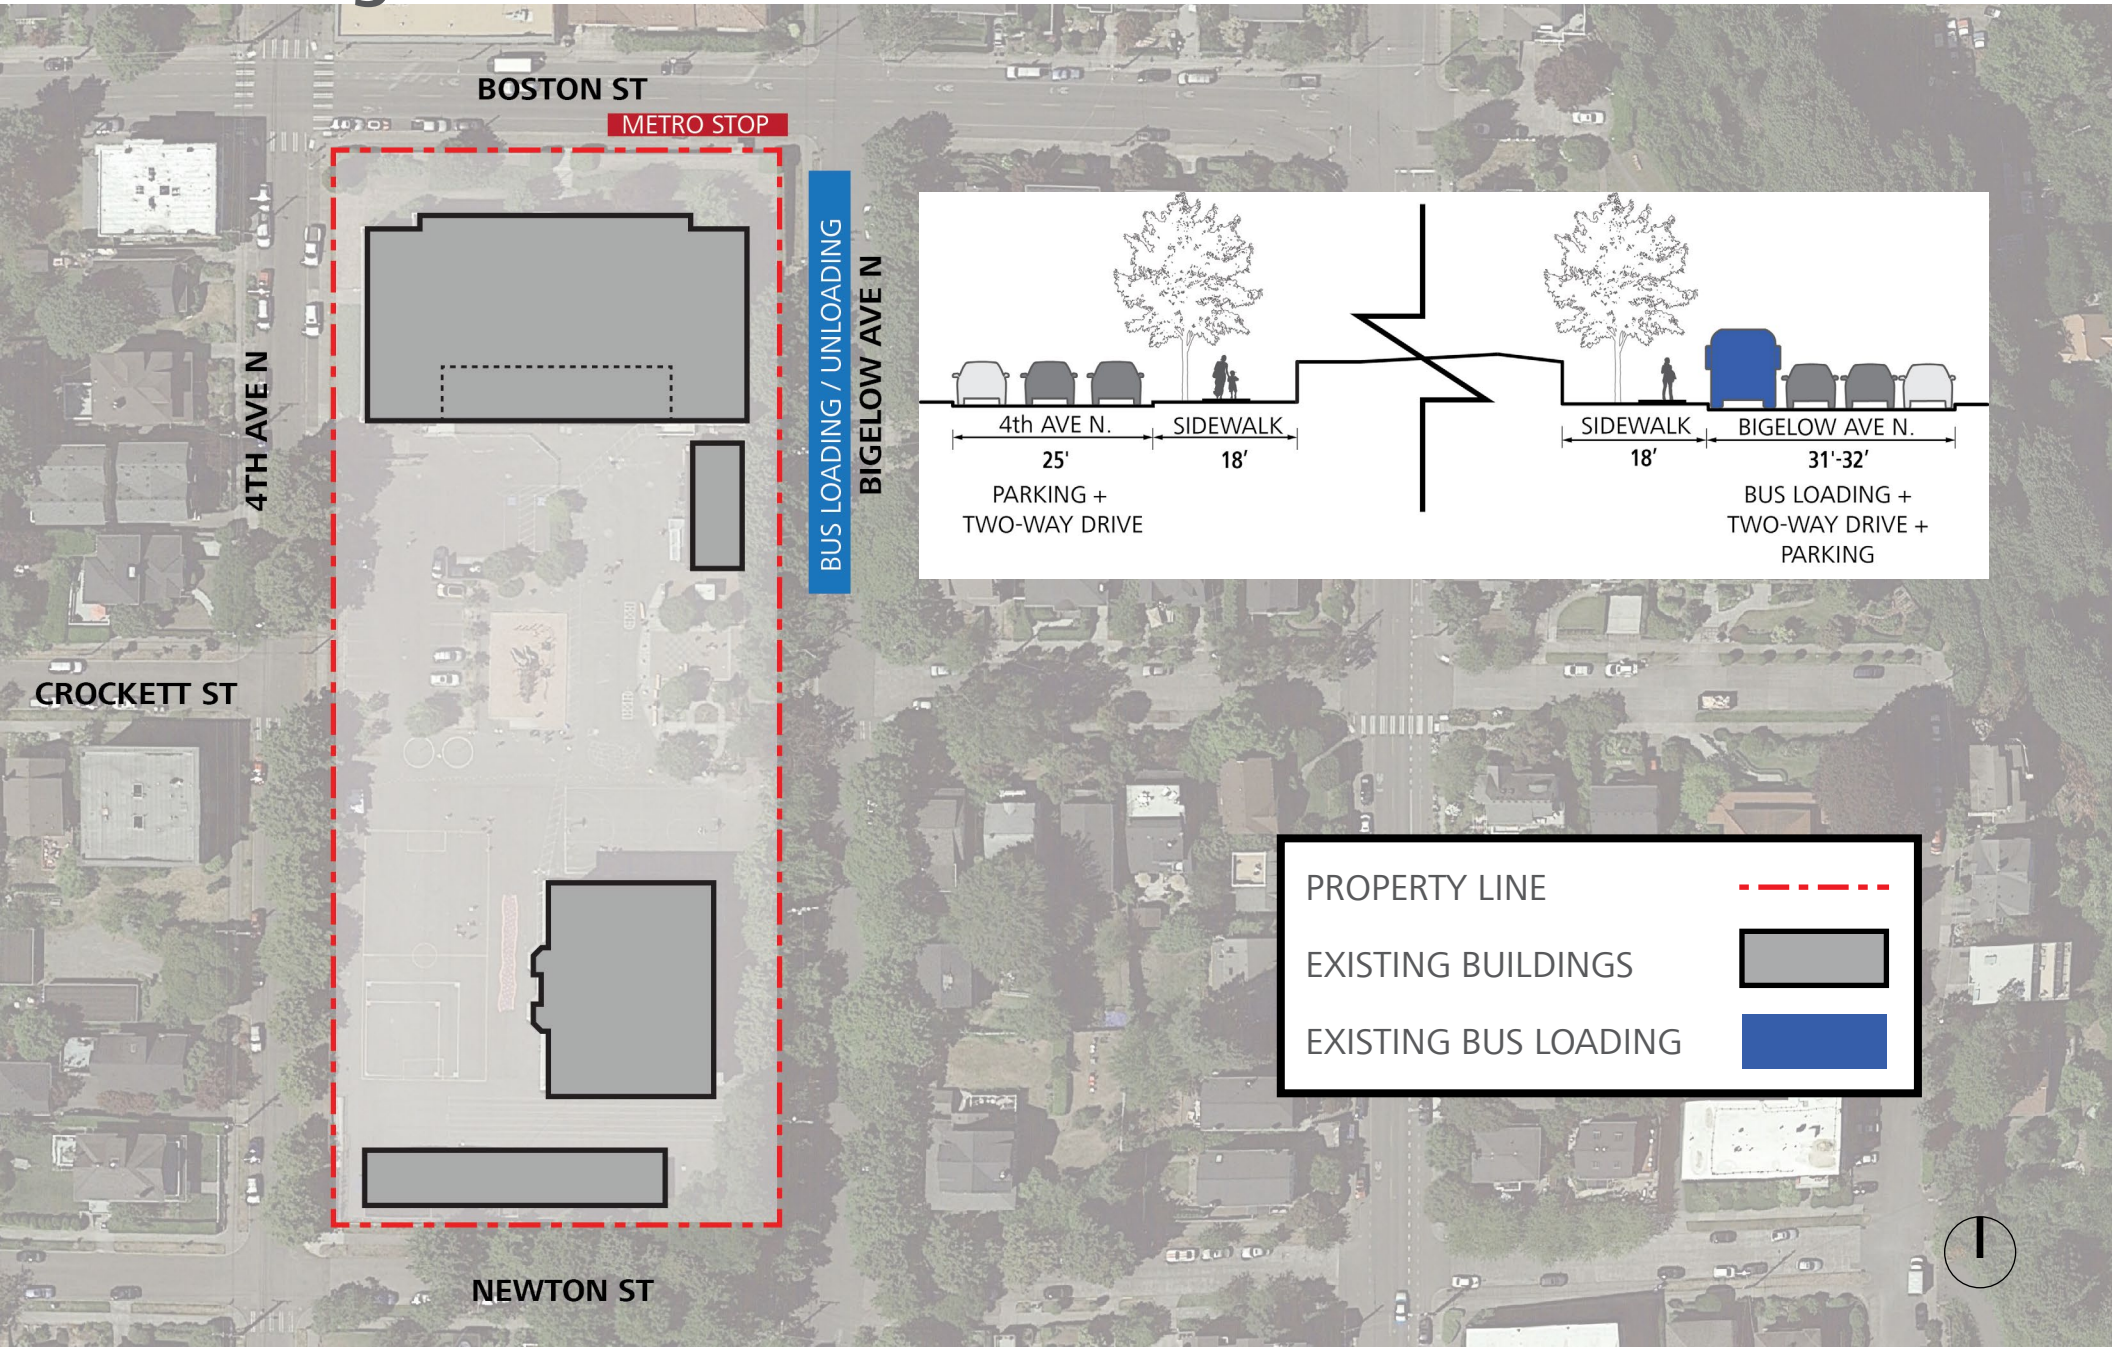 BOSTON ST
METRO STOP
BUS LOADING / UNLOADING
BIGELOW AVE N
4TH AVE N
CROCKETT ST
NEWTON ST
4th AVE N.
SIDEWALK
SIDEWALK
BIGELOW AVE N.
25'
18'
18'
31'-32'
PARKING +
TWO-WAY DRIVE
BUS LOADING +
TWO-WAY DRIVE +
PARKING
PROPERTY LINE
EXISTING BUILDINGS
EXISTING BUS LOADING